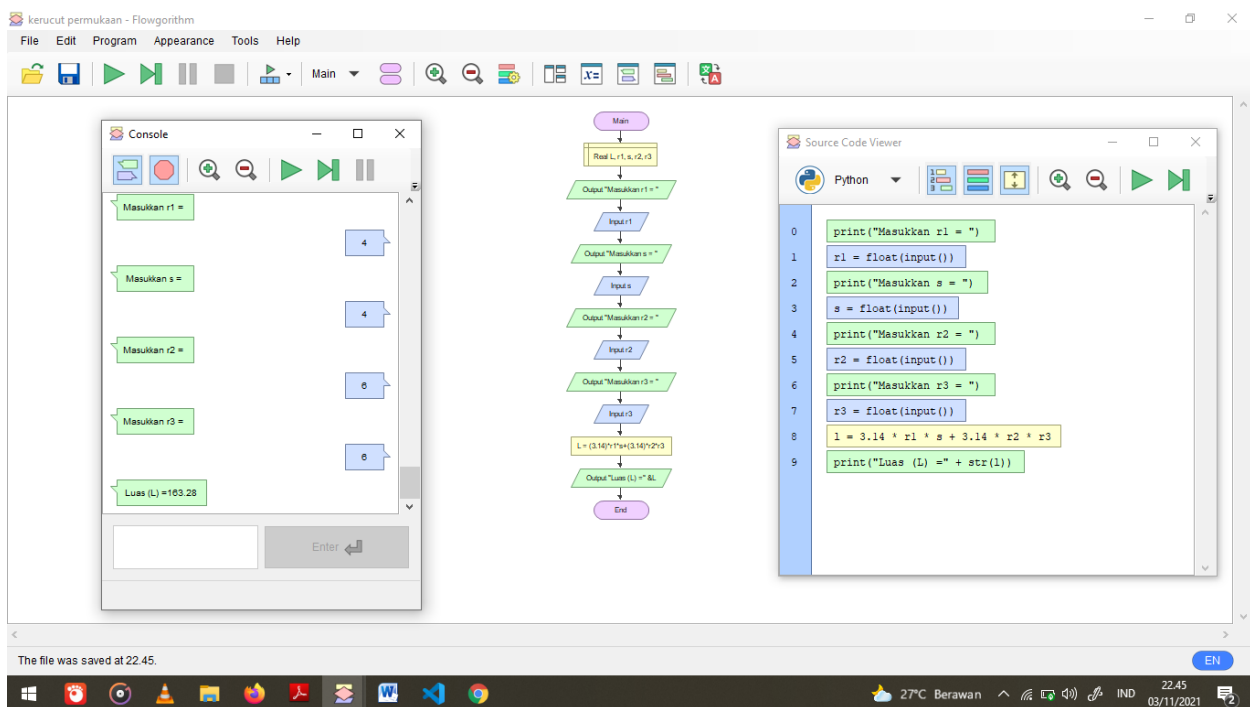 kerucut permukaan - Flowgorithm
File Edit Program Appearance Tools Help
Main
Console
Masukkan r1 =
4
Masukkan s =
4
Masukkan r2 =
6
Masukkan r3 =
6
Luas (L) =163.28
Enter
Main
Real L, r1, s, r2, r3
Output "Masukkan r1 = "
Input r1
Output "Masukkan s = "
Input s
Output "Masukkan r2 = "
Input r2
Output "Masukkan r3 = "
Input r3
L = (3.14)*r1*s+(3.14)*r2*r3
Output "Luas (L) =" &L
End
Source Code Viewer
Python
0 print("Masukkan r1 = ")
1 r1 = float(input())
2 print("Masukkan s = ")
3 s = float(input())
4 print("Masukkan r2 = ")
5 r2 = float(input())
6 print("Masukkan r3 = ")
7 r3 = float(input())
8 l = 3.14 * r1 * s + 3.14 * r2 * r3
9 print("Luas (L) =" + str(l))
The file was saved at 22.45.
EN
27°C Berawan
IND
22.45
03/11/2021
2